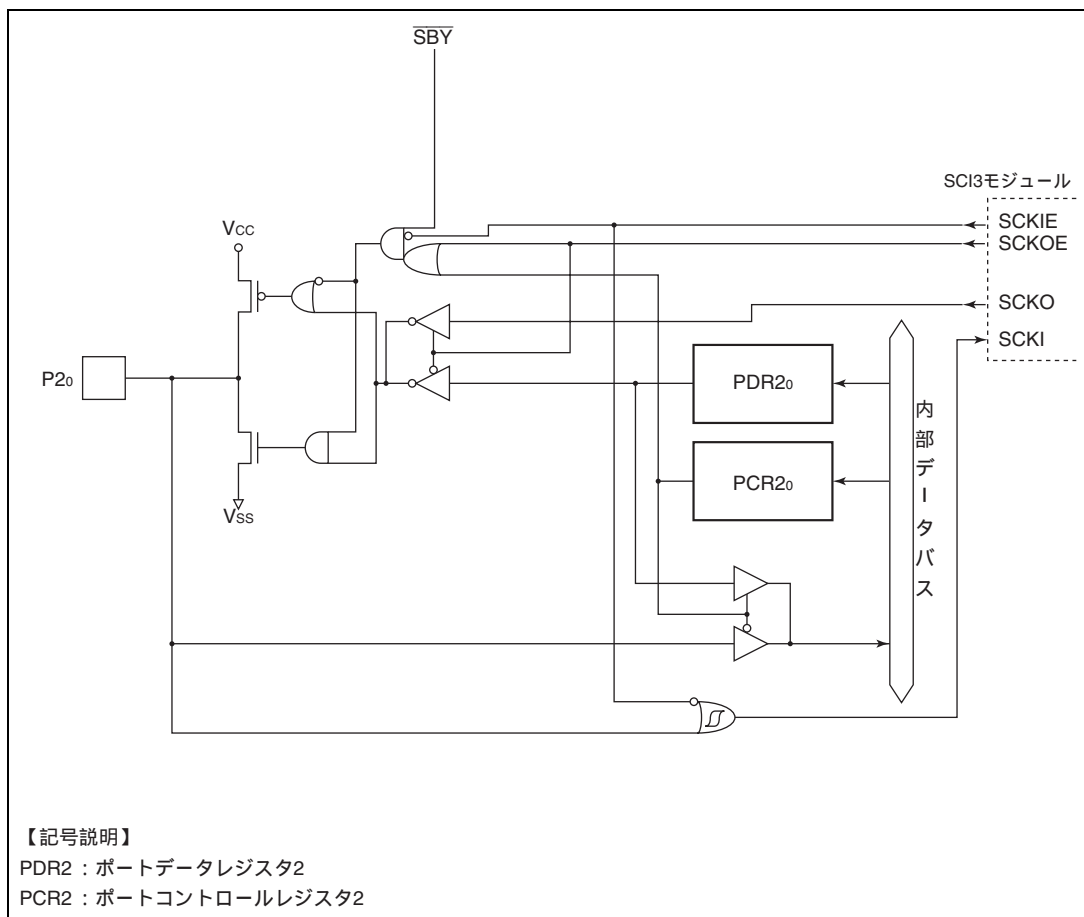 SBY
SCI3モジュール
SCKIE
SCKOE
SCKO
SCKI
VCC
P20
PDR20
PCR20
内部データバス
VSS
【記号説明】
PDR2 : ポートデータレジスタ2
PCR2 : ポートコントロールレジスタ2